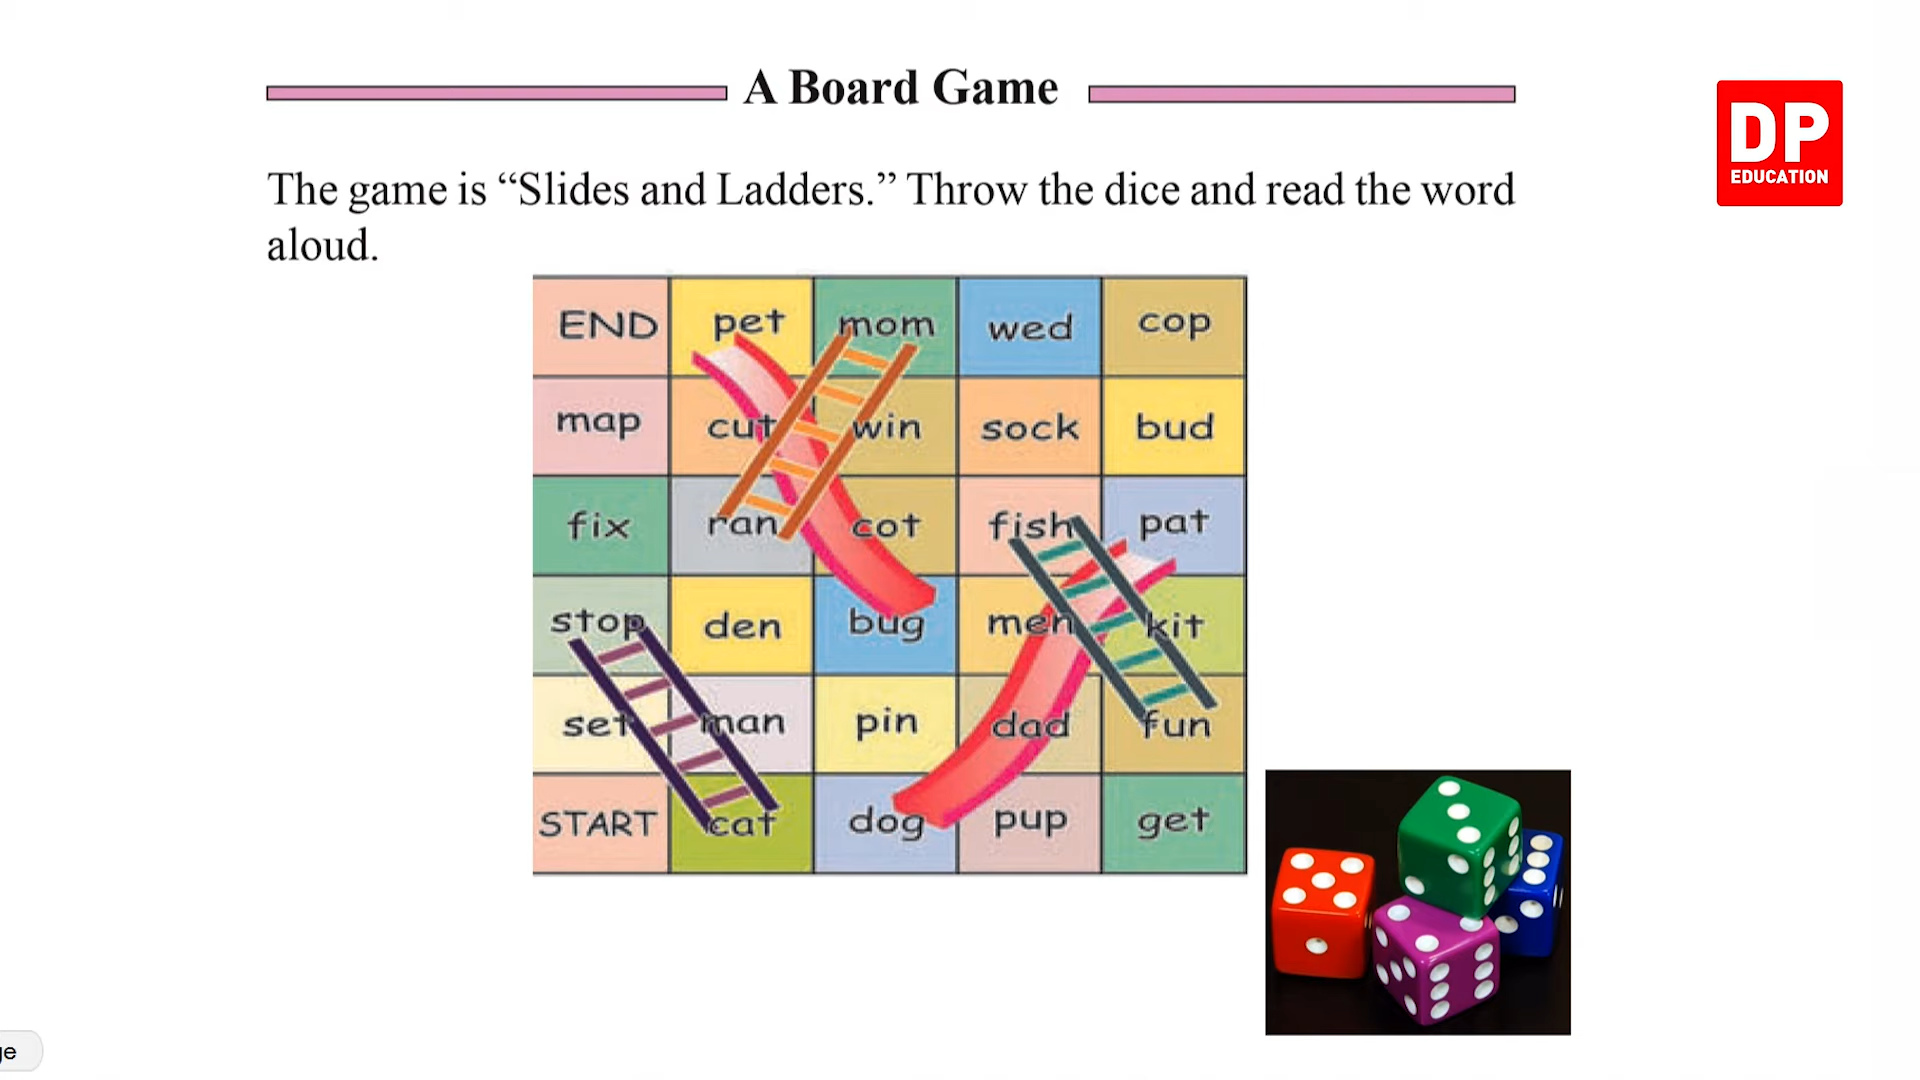 A Board Game
DP
EDUCATION
The game is “Slides and Ladders.” Throw the dice and read the word
aloud.
END pet mom wed cop
map cut win sock bud
fix ran cot fish pat
stop den bug men kit
set man pin dad fun
START cat dog pup get